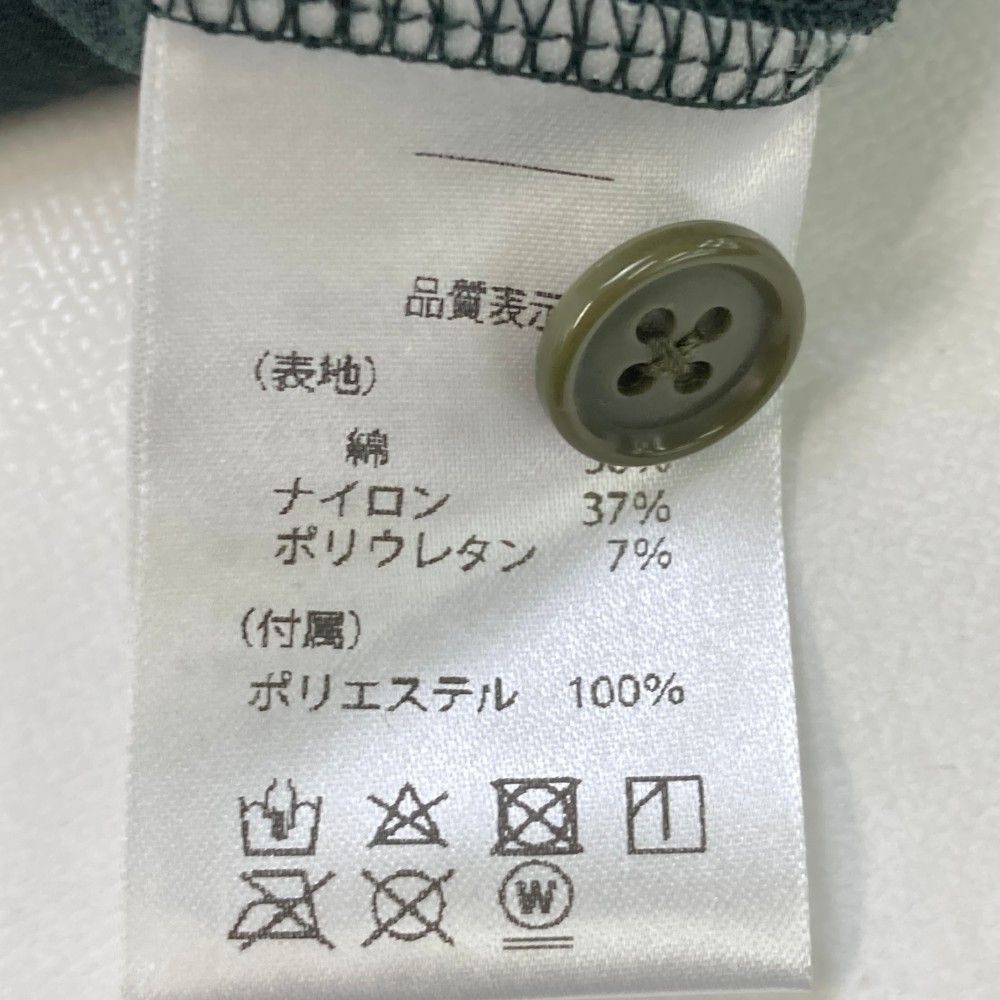 品質表示
(表地)
綿
ナイロン 37%
ポリウレタン 7%
(付属)
ポリエステル 100%
W